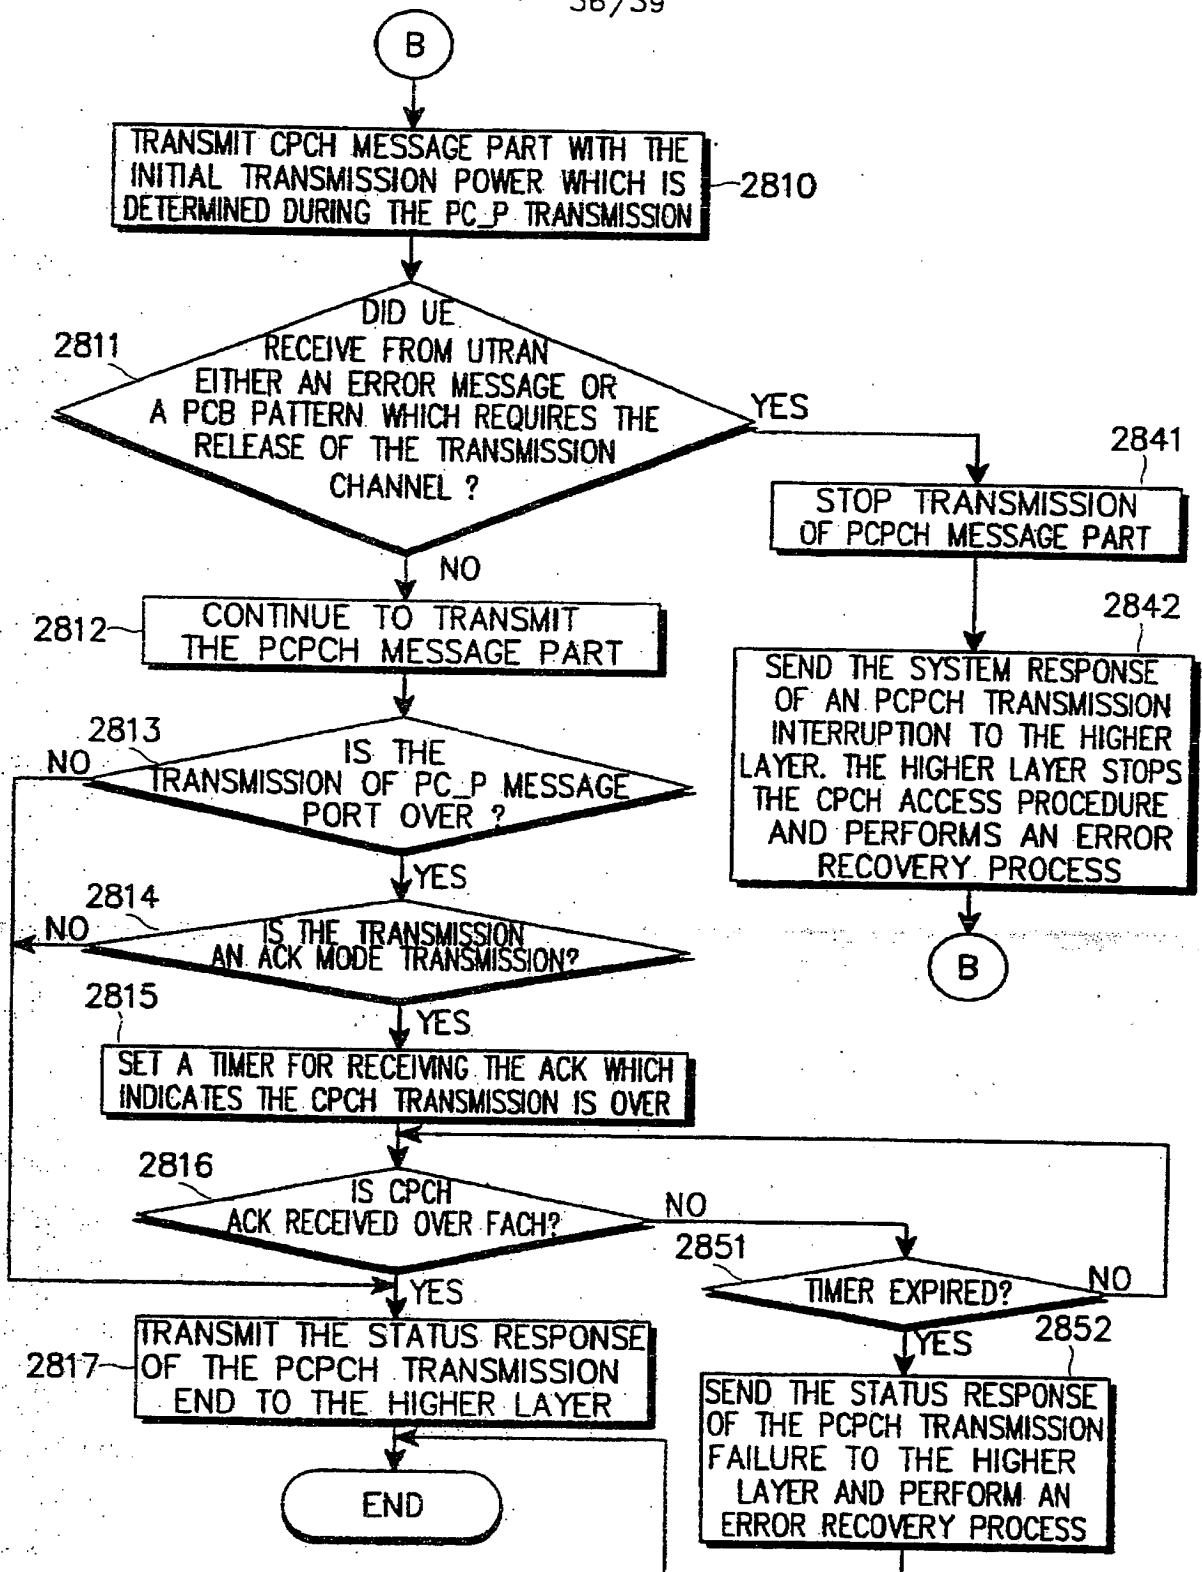 36/39
B
TRANSMIT CPCH MESSAGE PART WITH THE
INITIAL TRANSMISSION POWER WHICH IS
DETERMINED DURING THE PC_P TRANSMISSION
2810
2811
DID UE
RECEIVE FROM UTRAN
EITHER AN ERROR MESSAGE OR
A PCB PATTERN WHICH REQUIRES THE
RELEASE OF THE TRANSMISSION
CHANNEL ?
YES
NO
2841
STOP TRANSMISSION
OF PCPCH MESSAGE PART
2842
SEND THE SYSTEM RESPONSE
OF AN PCPCH TRANSMISSION
INTERRUPTION TO THE HIGHER
LAYER. THE HIGHER LAYER STOPS
THE CPCH ACCESS PROCEDURE
AND PERFORMS AN ERROR
RECOVERY PROCESS
B
2812
CONTINUE TO TRANSMIT
THE PCPCH MESSAGE PART
2813
NO
IS THE
TRANSMISSION OF PC_P MESSAGE
PORT OVER ?
YES
2814
NO
IS THE TRANSMISSION
AN ACK MODE TRANSMISSION?
YES
2815
SET A TIMER FOR RECEIVING THE ACK WHICH
INDICATES THE CPCH TRANSMISSION IS OVER
2816
IS CPCH
ACK RECEIVED OVER FACH?
NO
YES
2851
TIMER EXPIRED?
NO
YES
2852
SEND THE STATUS RESPONSE
OF THE PCPCH TRANSMISSION
FAILURE TO THE HIGHER
LAYER AND PERFORM AN
ERROR RECOVERY PROCESS
2817
TRANSMIT THE STATUS RESPONSE
OF THE PCPCH TRANSMISSION
END TO THE HIGHER LAYER
END